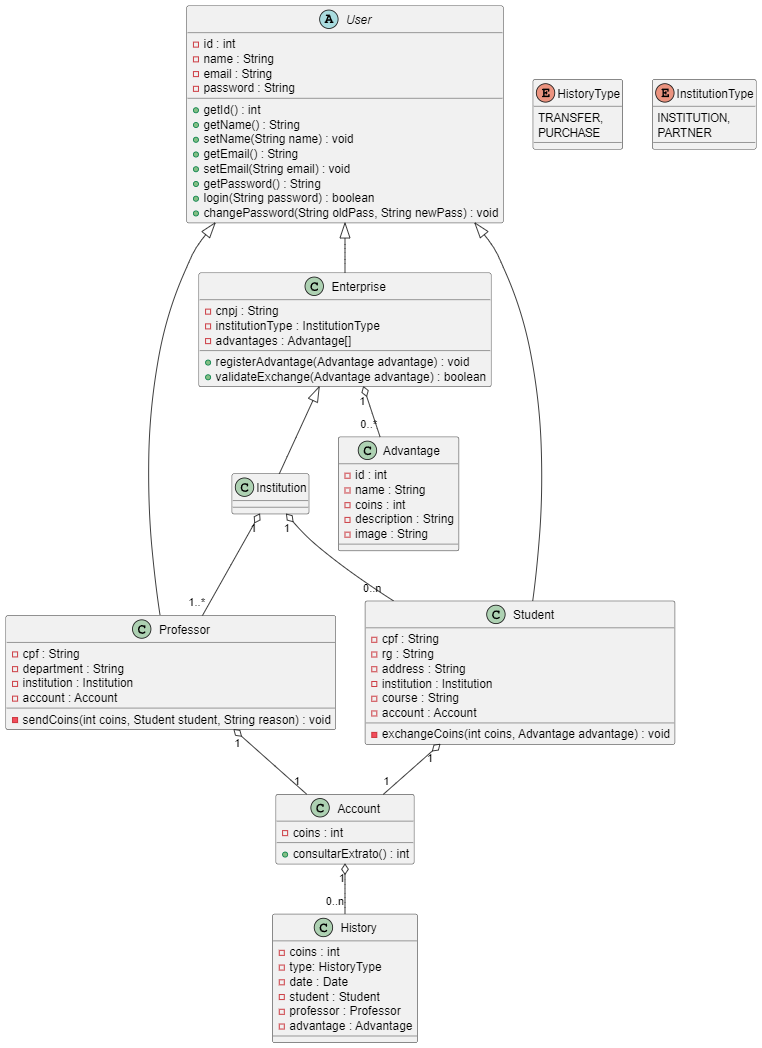 A User
id : int
name : String
email : String
password : String
getId() : int
getName() : String
setName(String name) : void
getEmail() : String
setEmail(String email) : void
getPassword() : String
login(String password) : boolean
changePassword(String oldPass, String newPass) : void
E HistoryType
TRANSFER,
PURCHASE
E InstitutionType
INSTITUTION,
PARTNER
C Enterprise
cnpj : String
institutionType : InstitutionType
advantages : Advantage[]
registerAdvantage(Advantage advantage) : void
validateExchange(Advantage advantage) : boolean
1
0..*
C Advantage
id : int
name : String
coins : int
description : String
image : String
C Institution
1
1
1..*
0..n
C Professor
cpf : String
department : String
institution : Institution
account : Account
sendCoins(int coins, Student student, String reason) : void
C Student
cpf : String
rg : String
address : String
institution : Institution
course : String
account : Account
exchangeCoins(int coins, Advantage advantage) : void
1
1
1
1
C Account
coins : int
consultarExtrato() : int
1
0..n
C History
coins : int
type: HistoryType
date : Date
student : Student
professor : Professor
advantage : Advantage